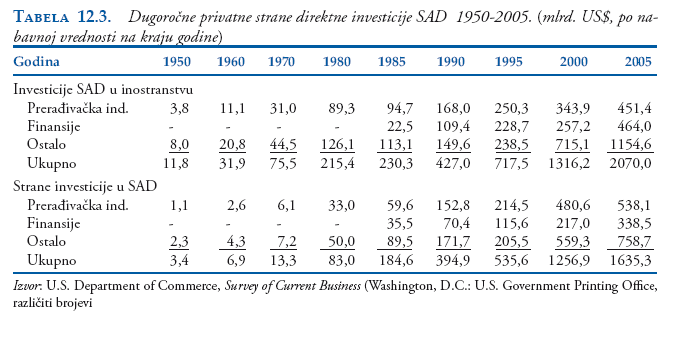 TABELA 12.3. Dugoročne privatne strane direktne investicije SAD 1950-2005. (mlrd. US$, po na-
bavnoj vrednosti na kraju godine)
Godina 1950 1960 1970 1980 1985 1990 1995 2000 2005
Investicije SAD u inostranstvu
Prerađivačka ind. 3,8 11,1 31,0 89,3 94,7 168,0 250,3 343,9 451,4
Finansije - - - - 22,5 109,4 228,7 257,2 464,0
Ostalo 8,0 20,8 44,5 126,1 113,1 149,6 238,5 715,1 1154,6
Ukupno 11,8 31,9 75,5 215,4 230,3 427,0 717,5 1316,2 2070,0
Strane investicije u SAD
Prerađivačka ind. 1,1 2,6 6,1 33,0 59,6 152,8 214,5 480,6 538,1
Finansije - - - - 35,5 70,4 115,6 217,0 338,5
Ostalo 2,3 4,3 7,2 50,0 89,5 171,7 205,5 559,3 758,7
Ukupno 3,4 6,9 13,3 83,0 184,6 394,9 535,6 1256,9 1635,3
Izvor: U.S. Department of Commerce, Survey of Current Business (Washington, D.C.: U.S. Government Printing Office,
različiti brojevi